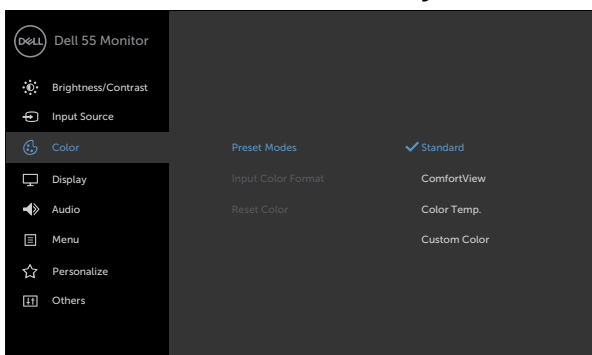 DELL Dell 55 Monitor
Brightness/Contrast
Input Source
Color Preset Modes Standard
Display Input Color Format ComfortView
Audio Reset Color Color Temp.
Menu Custom Color
Personalize
Others